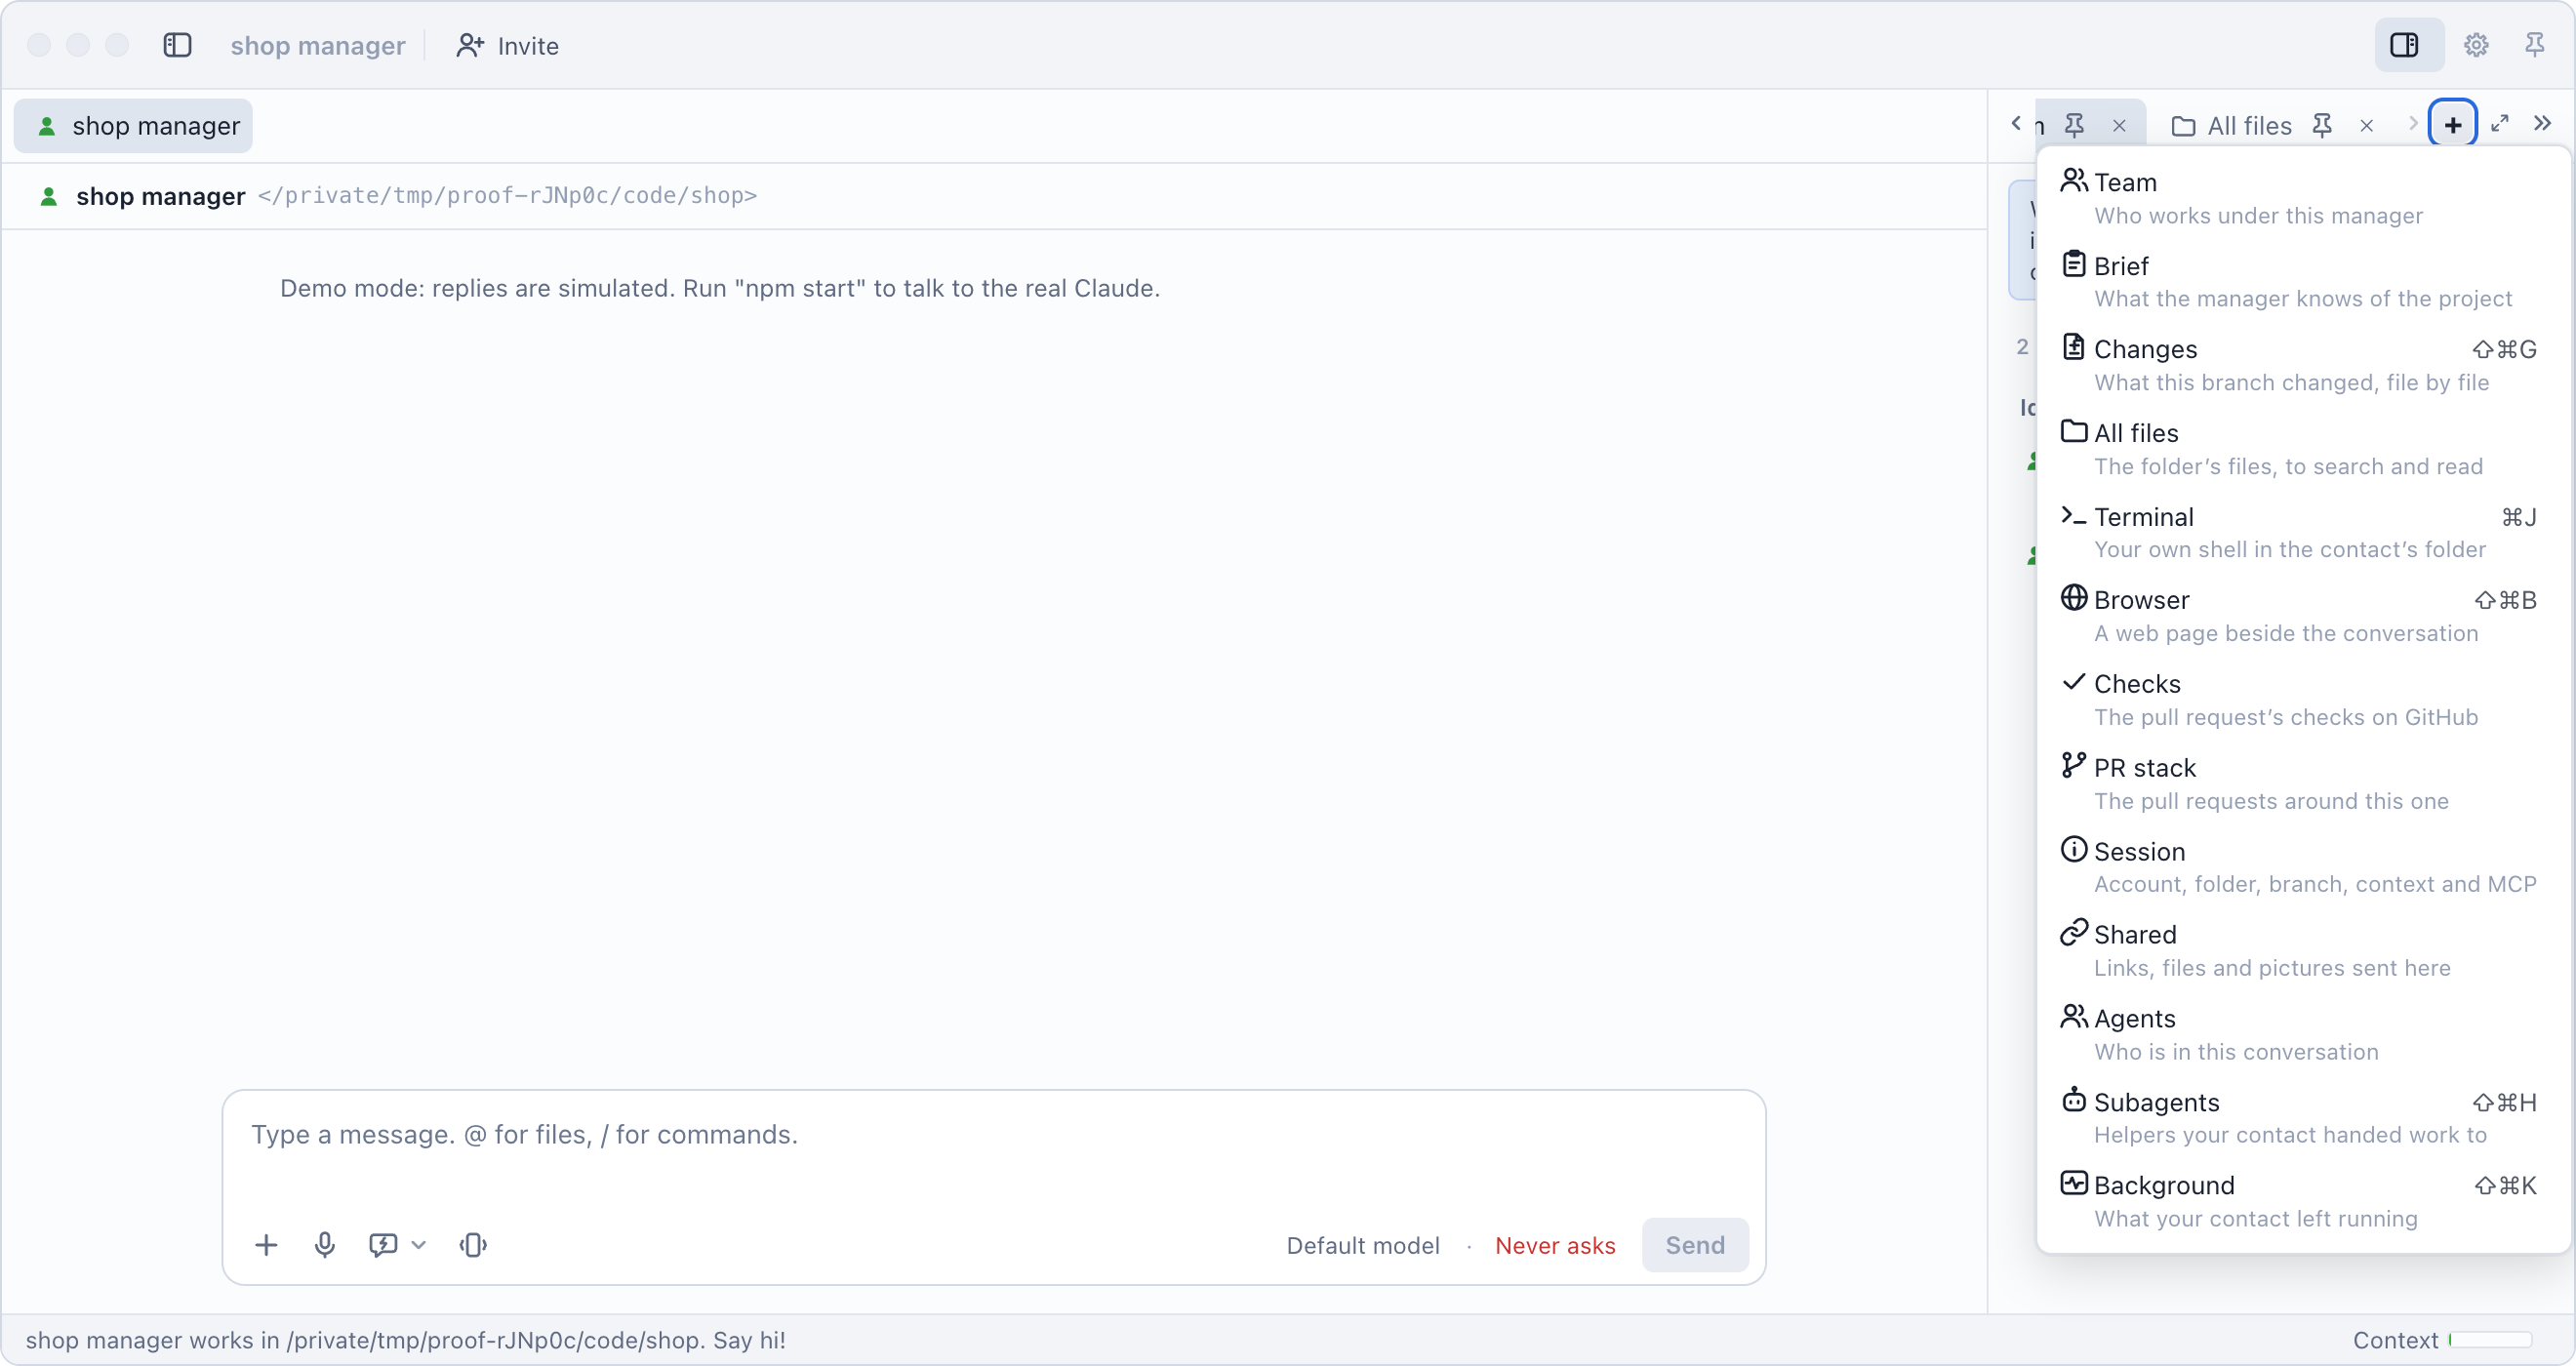 shop manager
Invite
shop manager
All files
shop manager </private/tmp/proof-rJNp0c/code/shop>
Demo mode: replies are simulated. Run "npm start" to talk to the real Claude.
2
Team
Who works under this manager
Brief
What the manager knows of the project
Changes ⇧⌘G
What this branch changed, file by file
All files
The folder’s files, to search and read
Terminal ⌘J
Your own shell in the contact’s folder
Browser ⇧⌘B
A web page beside the conversation
Checks
The pull request’s checks on GitHub
PR stack
The pull requests around this one
Session
Account, folder, branch, context and MCP
Shared
Links, files and pictures sent here
Agents
Who is in this conversation
Subagents ⇧⌘H
Helpers your contact handed work to
Background ⇧⌘K
What your contact left running
Type a message. @ for files, / for commands.
Default model · Never asks Send
shop manager works in /private/tmp/proof-rJNp0c/code/shop. Say hi!
Context